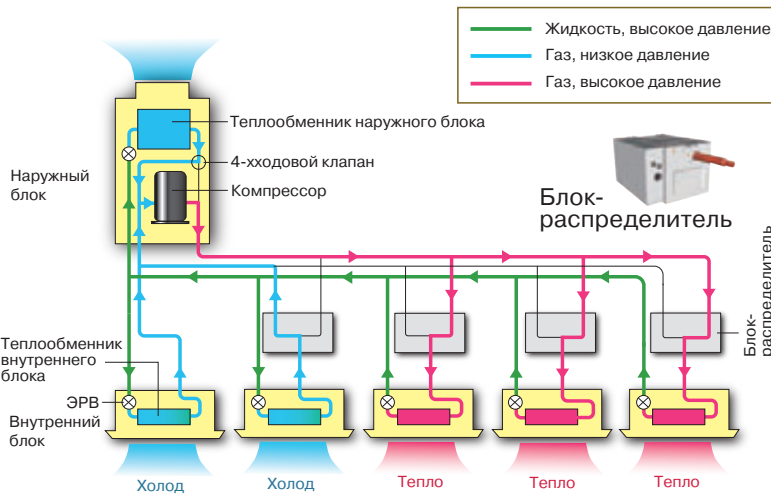 Жидкость, высокое давление
Газ, низкое давление
Газ, высокое давление
Теплообменник наружного блока
4-хходовой клапан
Компрессор
Наружный
блок
Блок-
распределитель
Блок-
распределитель
Теплообменник
внутреннего
блока
ЭРВ
Внутренний
блок
Холод
Холод
Тепло
Тепло
Тепло